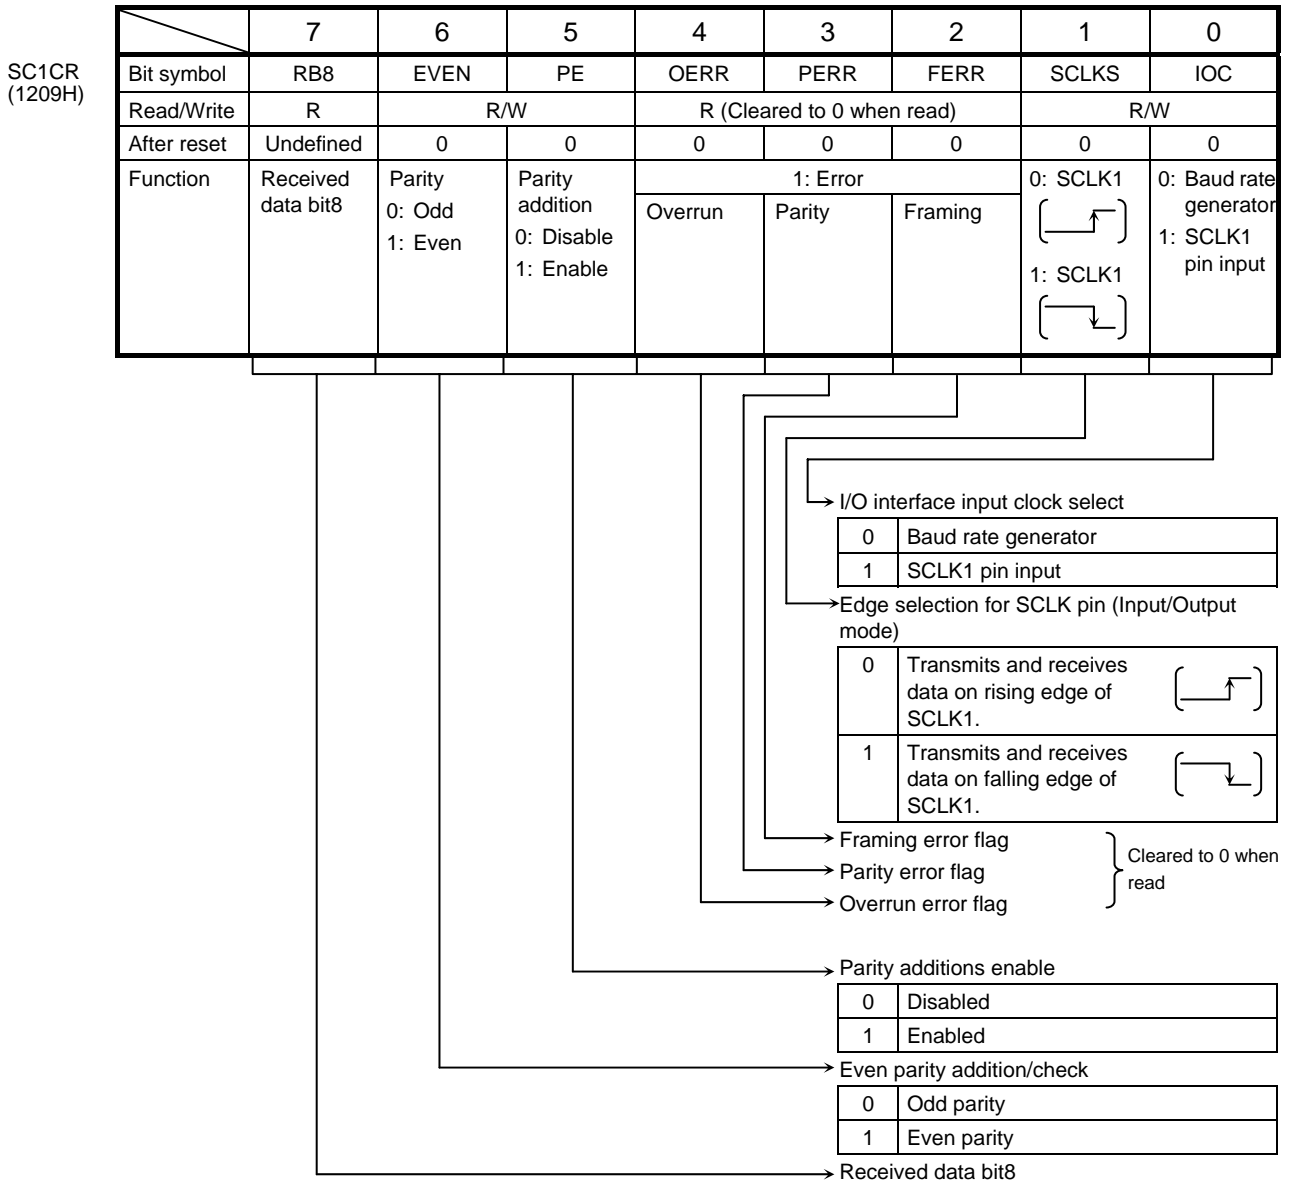 7 6 5 4 3 2 1 0
SC1CR
(1209H)
Bit symbol RB8 EVEN PE OERR PERR FERR SCLKS IOC
Read/Write R R/W R (Cleared to 0 when read) R/W
After reset Undefined 0 0 0 0 0 0 0
Function
Received
data bit8
Parity
0: Odd
1: Even
Parity
addition
0: Disable
1: Enable
1: Error
Overrun
Parity
Framing
0: SCLK1
1: SCLK1
0: Baud rate
generator
1: SCLK1
pin input
I/O interface input clock select
0 Baud rate generator
1 SCLK1 pin input
Edge selection for SCLK pin (Input/Output
mode)
0 Transmits and receives
data on rising edge of
SCLK1.
1 Transmits and receives
data on falling edge of
SCLK1.
Framing error flag
Parity error flag
Overrun error flag
Cleared to 0 when
read
Parity additions enable
0 Disabled
1 Enabled
Even parity addition/check
0 Odd parity
1 Even parity
Received data bit8